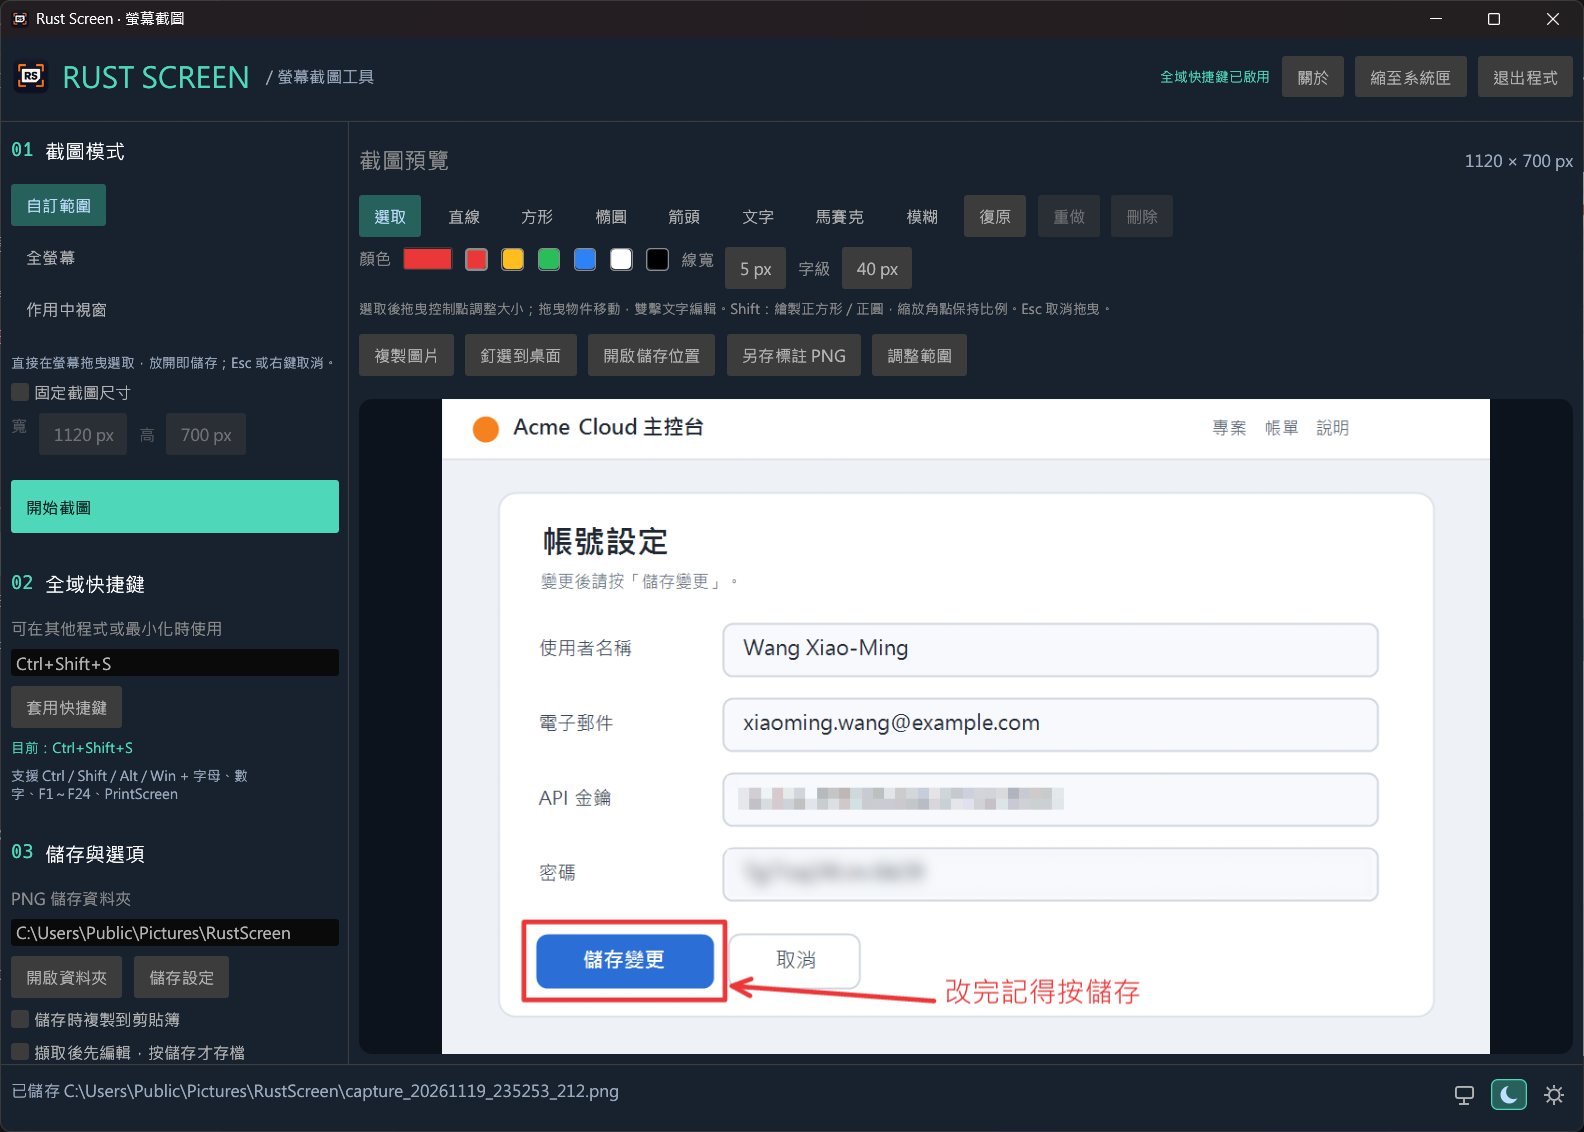 Rust Screen · 螢幕截圖
RS RUST SCREEN / 螢幕截圖工具
全域快捷鍵已啟用 關於 縮至系統匣 退出程式
01 截圖模式
自訂範圍
全螢幕
作用中視窗
直接在螢幕拖曳選取，放開即儲存；Esc 或右鍵取消。
固定截圖尺寸
寬 1120 px 高 700 px
開始截圖
02 全域快捷鍵
可在其他程式或最小化時使用
Ctrl+Shift+S
套用快捷鍵
目前：Ctrl+Shift+S
支援 Ctrl / Shift / Alt / Win + 字母、數
字、F1～F24、PrintScreen
03 儲存與選項
PNG 儲存資料夾
C:\Users\Public\Pictures\RustScreen
開啟資料夾 儲存設定
儲存時複製到剪貼簿
擷取後先編輯，按儲存才存檔
截圖預覽 1120 × 700 px
選取 直線 方形 橢圓 箭頭 文字 馬賽克 模糊 復原 重做 刪除
顏色 線寬 5 px 字級 40 px
選取後拖曳控制點調整大小；拖曳物件移動，雙擊文字編輯。Shift：繪製正方形 / 正圓，縮放角點保持比例。Esc 取消拖曳。
複製圖片 釘選到桌面 開啟儲存位置 另存標註 PNG 調整範圍
Acme Cloud 主控台 專案 帳單 說明
帳號設定
變更後請按「儲存變更」。
使用者名稱 Wang Xiao-Ming
電子郵件 xiaoming.wang@example.com
API 金鑰
密碼
儲存變更 取消
改完記得按儲存
已儲存 C:\Users\Public\Pictures\RustScreen\capture_20261119_235253_212.png